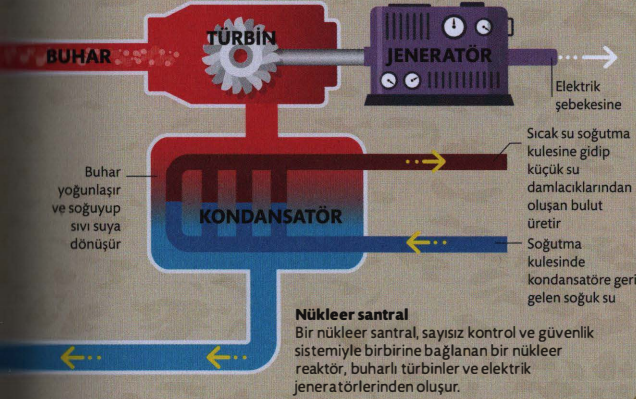 BUHAR
TÜRBİN
JENERATÖR
Elektrik
şebekesine
Sıcak su soğutma
kulesine gidip
küçük su
damlacıklarından
oluşan bulut
üretir
Buhar
yoğunlaşır
ve soğuyup
sıvı suya
dönüşür
KONDANSATÖR
Soğutma
kulesinde
kondansatöre geri
gelen soğuk su
Nükleer santral
Bir nükleer santral, sayısız kontrol ve güvenlik
sistemiyle birbirine bağlanan bir nükleer
reaktör, buharlı türbinler ve elektrik
jeneratörlerinden oluşur.